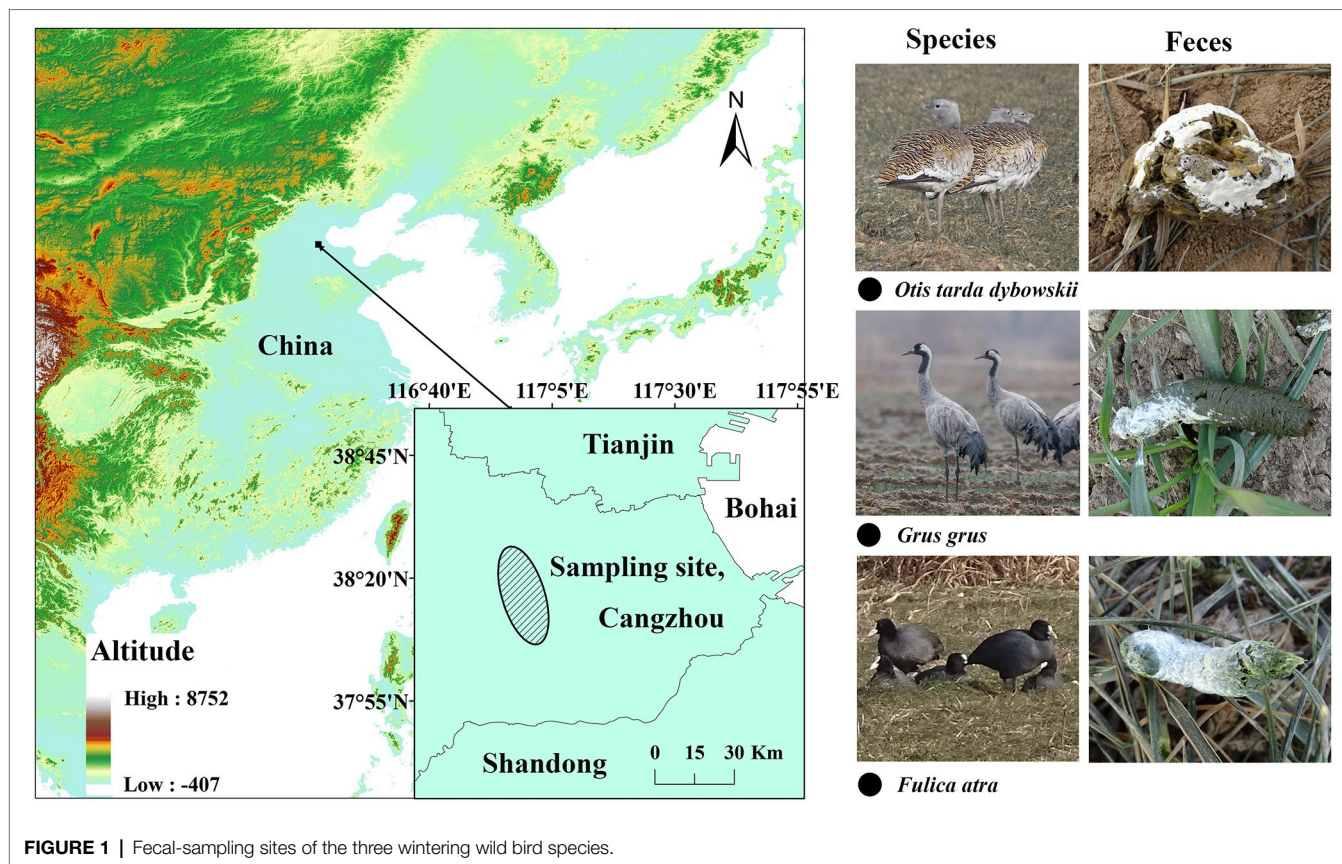 Species
Feces
N
China
116°40'E
117°5'E
117°30'E
117°55'E
38°45'N
38°20'N
37°55'N
Tianjin
Bohai
Sampling site,
Cangzhou
Shandong
0 15 30 Km
Altitude
High : 8752
Low : -407
Otis tarda dybowskii
Grus grus
Fulica atra
FIGURE 1 | Fecal-sampling sites of the three wintering wild bird species.